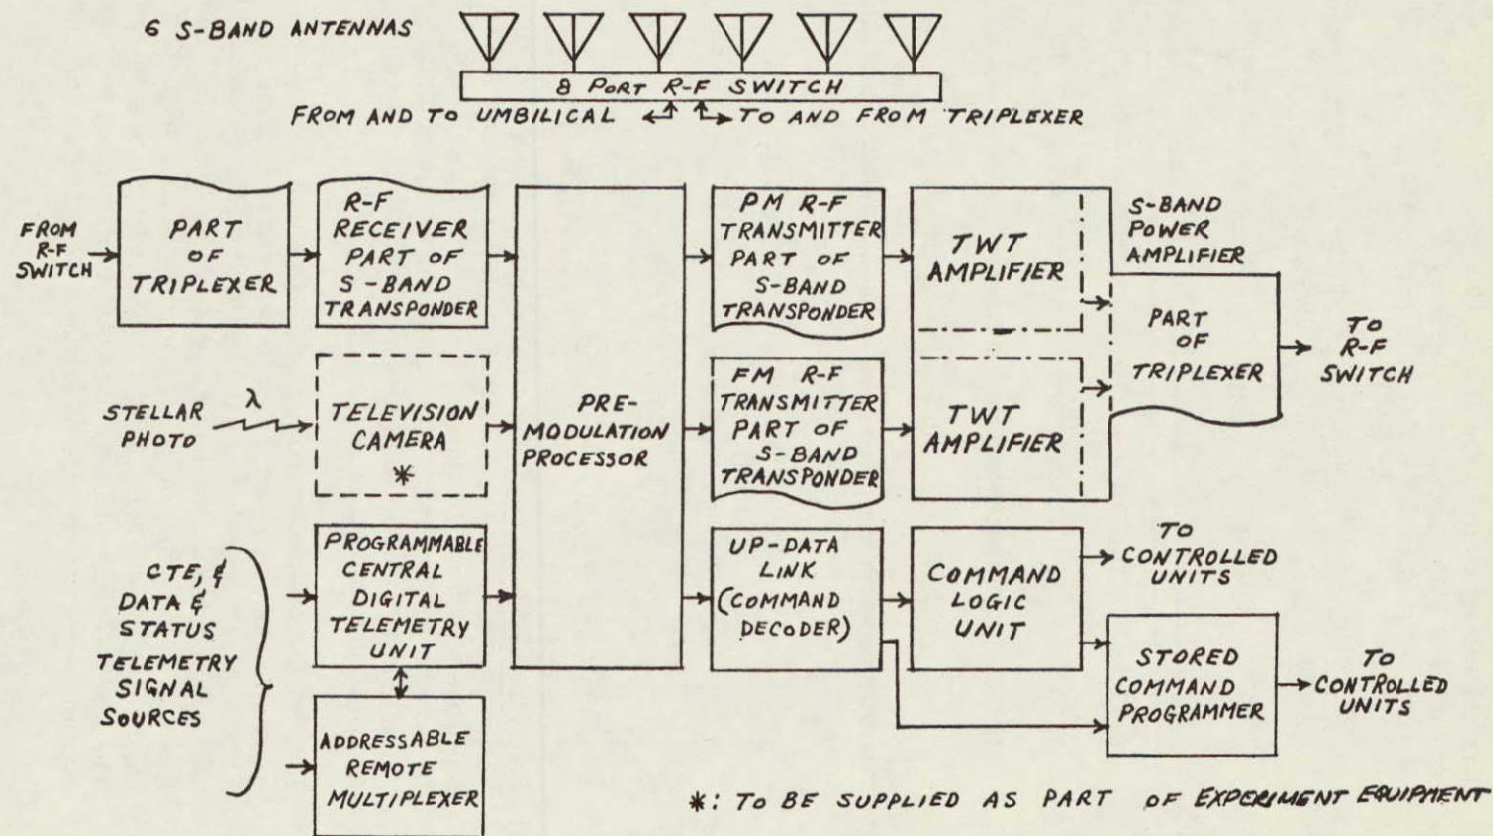 6 S-BAND ANTENNAS
8 PORT R-F SWITCH
FROM AND TO UMBILICAL
TO AND FROM TRIPLEXER
FROM
R-F
SWITCH
PART
OF
TRIPLEXER
R-F
RECEIVER
PART OF
S-BAND
TRANSPONDER
PRE-
MODULATION
PROCESSOR
PM R-F
TRANSMITTER
PART OF
S-BAND
TRANSPONDER
TWT
AMPLIFIER
S-BAND
POWER
AMPLIFIER
PART
OF
TRIPLEXER
TO
R-F
SWITCH
STELLAR
PHOTO
λ
TELEVISION
CAMERA
*
FM R-F
TRANSMITTER
PART OF
S-BAND
TRANSPONDER
TWT
AMPLIFIER
CTE, &
DATA &
STATUS
TELEMETRY
SIGNAL
SOURCES
PROGRAMMABLE
CENTRAL
DIGITAL
TELEMETRY
UNIT
UP-DATA
LINK
(COMMAND
DECODER)
COMMAND
LOGIC
UNIT
TO
CONTROLLED
UNITS
STORED
COMMAND
PROGRAMMER
TO
CONTROLLED
UNITS
ADDRESSABLE
REMOTE
MULTIPLEXER
*: TO BE SUPPLIED AS PART OF EXPERIMENT EQUIPMENT